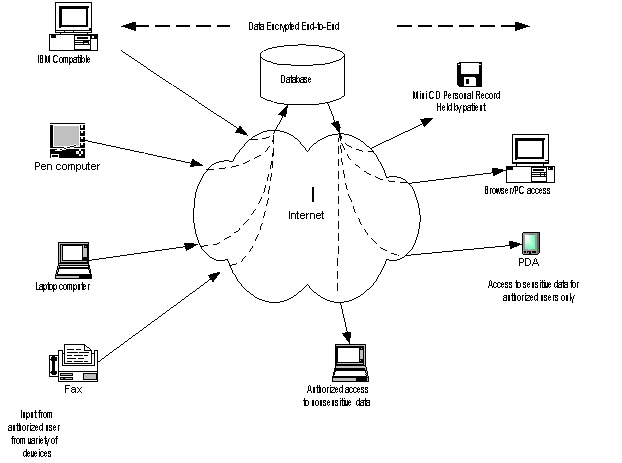 Data Encrypted End-to-End
IBM Compatible
Database
Mini CD Personal Record
Held by patient
Pen computer
Browser/PC access
Internet
Laptop computer
PDA
Access to sensitive data for
authorized users only
Fax
Authorized access
to nonsensitive data
Input from
authorized user
from variety of
deveices